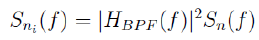 $S_{n_i}(f) = |H_{BPF}(f)|^2 S_n(f)$